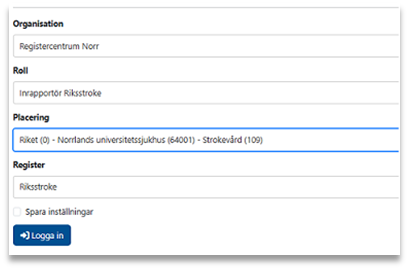 Organisation
Registercentrum Norr
Roll
Inrapportör Riksstroke
Placering
Riket (0) - Norrlands universitetssjukhus (64001) - Strokevård (109)
Register
Riksstroke
Spara inställningar
Logga in